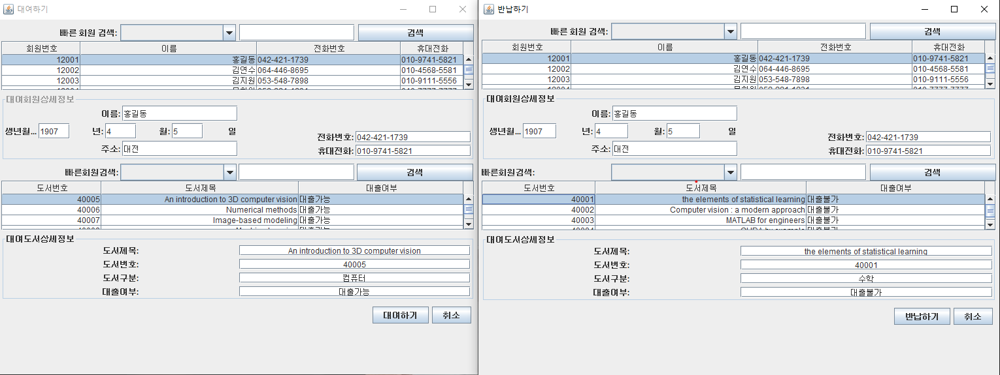 대여하기
빠른 회원 검색: 검색
회원번호 이름 전화번호 휴대전화
12001 홍길동 042-421-1739 010-9741-5821
12002 김연수 064-446-8695 010-4568-5581
12003 김지원 053-548-7898 010-9111-5556
대여회원상세정보
이름: 홍길동
생년월... 1907 년: 4 월: 5 일
전화번호: 042-421-1739
주소: 대전
휴대전화: 010-9741-5821
빠른회원검색: 검색
도서번호 도서제목 대출여부
40005 An introduction to 3D computer vision 대출가능
40006 Numerical methods 대출가능
40007 Image-based modeling 대출가능
대여도서상세정보
도서제목: An introduction to 3D computer vision
도서번호: 40005
도서구분: 컴퓨터
대출여부: 대출가능
대여하기 취소
반납하기
빠른 회원 검색: 검색
회원번호 이름 전화번호 휴대전화
12001 홍길동 042-421-1739 010-9741-5821
12002 김연수 064-446-8695 010-4568-5581
12003 김지원 053-548-7898 010-9111-5556
대여회원상세정보
이름: 홍길동
생년월... 1907 년: 4 월: 5 일
전화번호: 042-421-1739
주소: 대전
휴대전화: 010-9741-5821
빠른회원검색: 검색
도서번호 도서제목 대출여부
40001 the elements of statistical learning 대출불가
40002 Computer vision : a modern approach 대출불가
40003 MATLAB for engineers 대출불가
대여도서상세정보
도서제목: the elements of statistical learning
도서번호: 40001
도서구분: 수학
대출여부: 대출불가
반납하기 취소